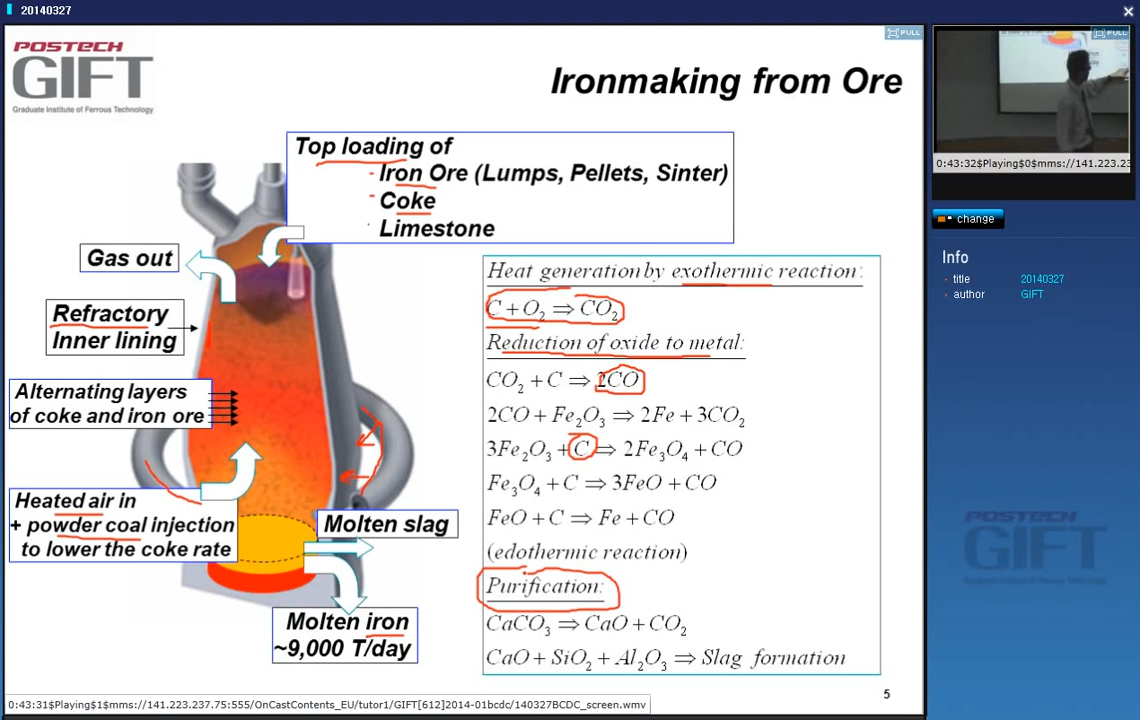 20140327
POSTECH
GIFT
Graduate Institute of Ferrous Technology
FULL
Ironmaking from Ore
Top loading of
- Iron Ore (Lumps, Pellets, Sinter)
- Coke
Limestone
Gas out
Refractory
Inner lining
Alternating layers
of coke and iron ore
Heated air in
+ powder coal injection
to lower the coke rate
Molten slag
Molten iron
~9,000 T/day
Heat generation by exothermic reaction:
C + O₂ ⇒ CO₂
Reduction of oxide to metal:
CO₂ + C ⇒ 2CO
2CO + Fe₂O₃ ⇒ 2Fe + 3CO₂
3Fe₂O₃ + C ⇒ 2Fe₃O₄ + CO
Fe₃O₄ + C ⇒ 3FeO + CO
FeO + C ⇒ Fe + CO
(edothermic reaction)
Purification:
CaCO₃ ⇒ CaO + CO₂
CaO + SiO₂ + Al₂O₃ ⇒ Slag formation
5
0:43:31$Playing$1$mms://141.223.237.75:555/OnCastContents_EU/tutor1/GIFT[612]2014-01bcdc/140327BCDC_screen.wmv
FULL
0:43:32$Playing$0$mms://141.223.23
change
Info
title 20140327
author GIFT
POSTECH
GIFT